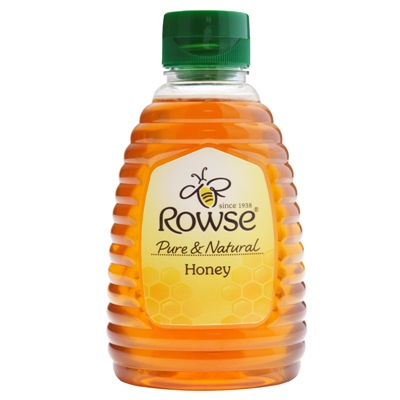 since 1938
Rowse®
Pure & Natural
Honey